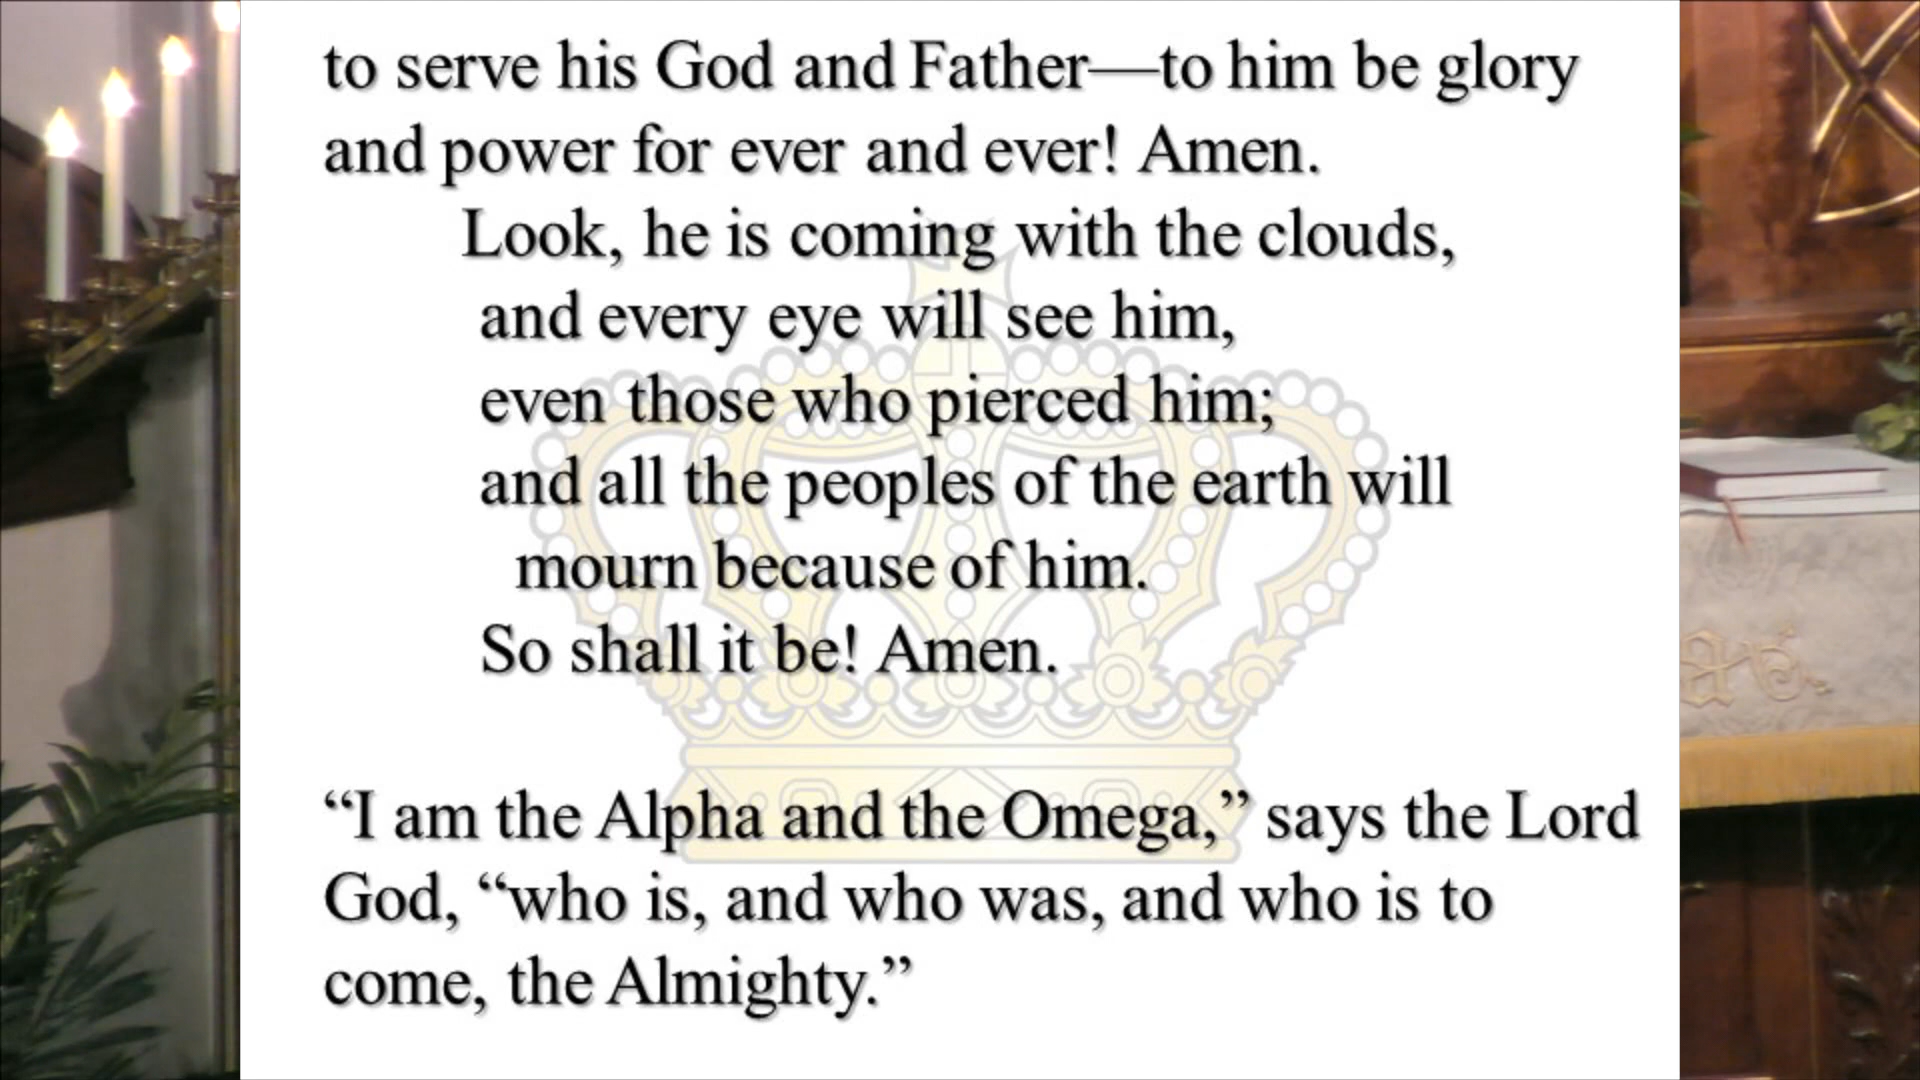 to serve his God and Father—to him be glory
and power for ever and ever! Amen.
Look, he is coming with the clouds,
and every eye will see him,
even those who pierced him;
and all the peoples of the earth will
mourn because of him.
So shall it be! Amen.
“I am the Alpha and the Omega,” says the Lord
God, “who is, and who was, and who is to
come, the Almighty.”